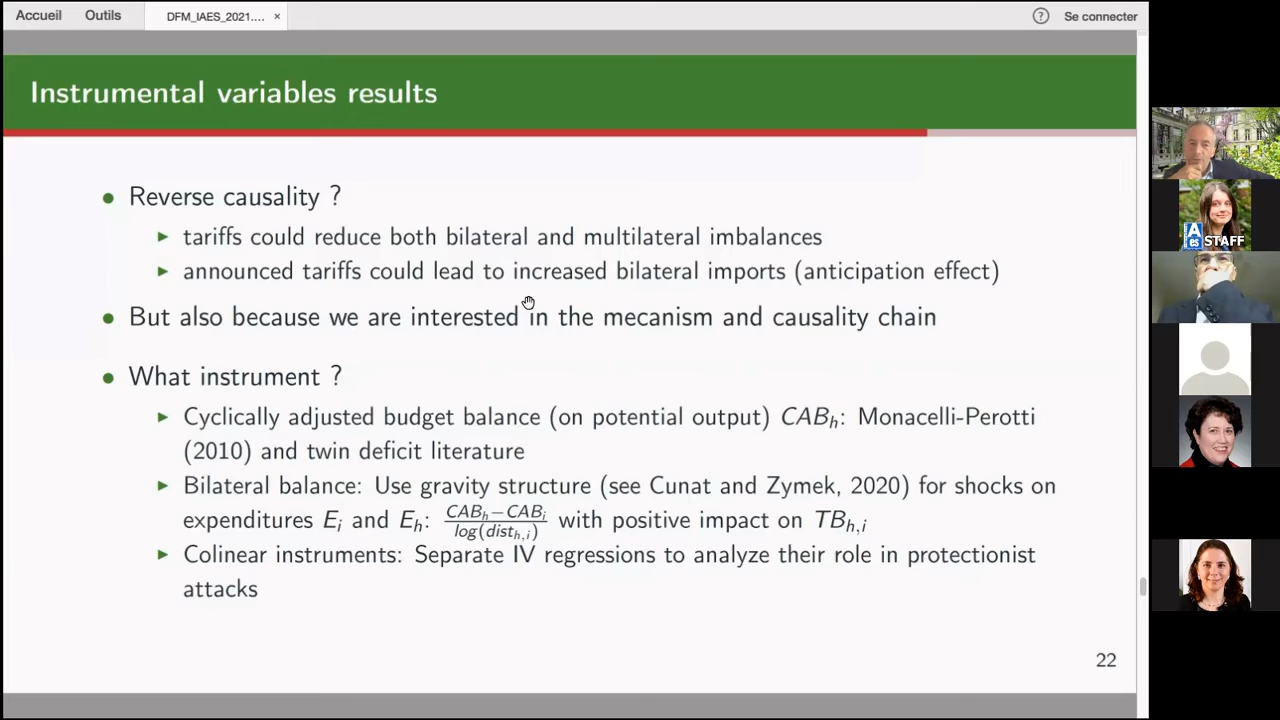 Accueil Outils DFM_IAES_2021.... × ? Se connecter
Instrumental variables results
• Reverse causality ?
▶ tariffs could reduce both bilateral and multilateral imbalances
▶ announced tariffs could lead to increased bilateral imports (anticipation effect)
• But also because we are interested in the mecanism and causality chain
• What instrument ?
▶ Cyclically adjusted budget balance (on potential output) CAB_h: Monacelli-Perotti
(2010) and twin deficit literature
▶ Bilateral balance: Use gravity structure (see Cunat and Zymek, 2020) for shocks on
expenditures E_i and E_h: (CAB_h−CAB_i)/log(dist_{h,i}) with positive impact on TB_{h,i}
▶ Colinear instruments: Separate IV regressions to analyze their role in protectionist
attacks
22
A es STAFF